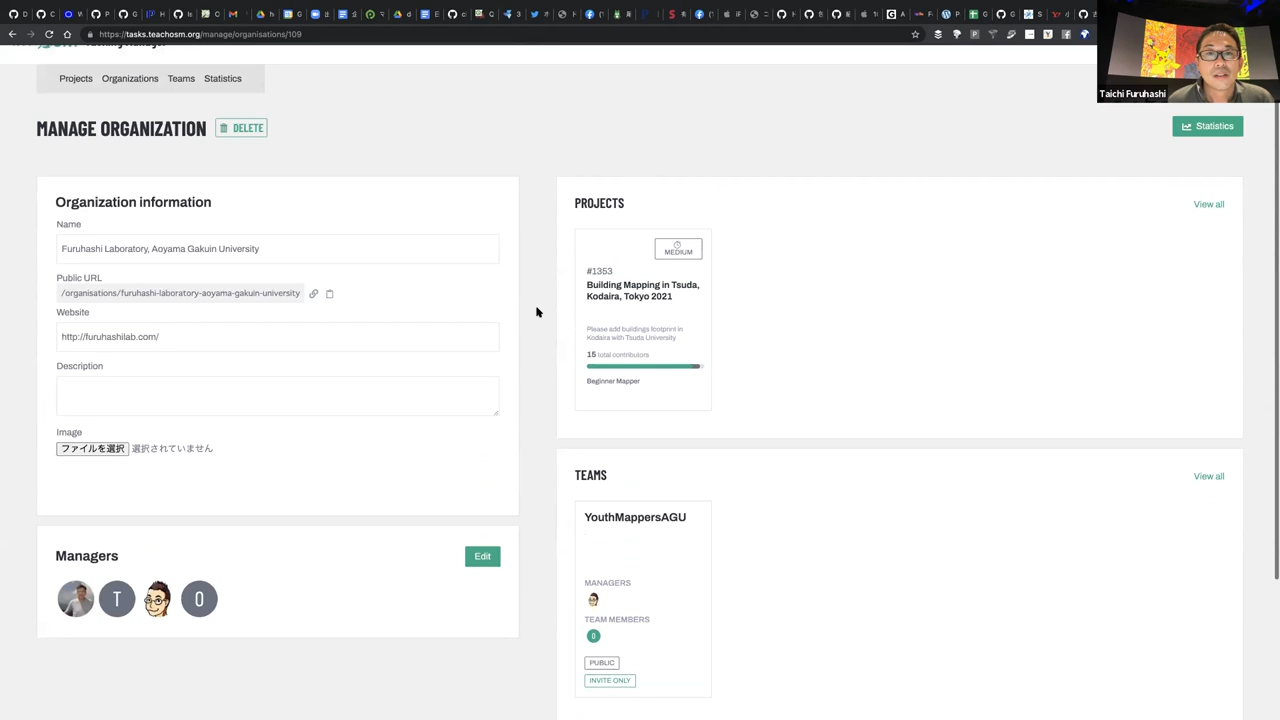 https://tasks.teachosm.org/manage/organisations/109
Taichi Furuhashi
Projects
Organizations
Teams
Statistics
MANAGE ORGANIZATION
DELETE
Statistics
Organization information
Name
Furuhashi Laboratory, Aoyama Gakuin University
Public URL
/organisations/furuhashi-laboratory-aoyama-gakuin-university
Website
http://furuhashilab.com/
Description
Image
ファイルを選択 選択されていません
Managers
Edit
T
O
PROJECTS
View all
MEDIUM
#1353
Building Mapping in Tsuda,
Kodaira, Tokyo 2021
Please add buildings footprint in
Kodaira with Tsuda University
15 total contributors
Beginner Mapper
TEAMS
View all
YouthMappersAGU
MANAGERS
TEAM MEMBERS
0
PUBLIC
INVITE ONLY